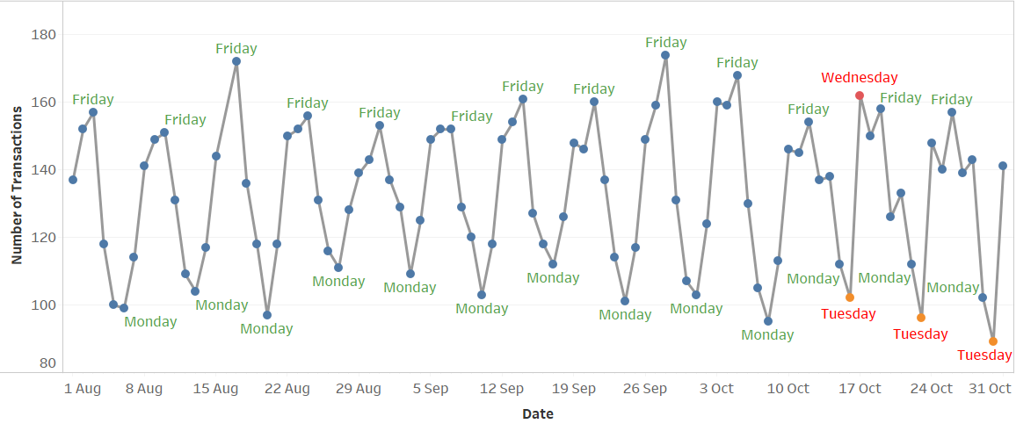 Number of Transactions
180
160
140
120
100
80
Friday
Friday
Friday
Friday
Friday
Friday
Friday
Friday
Friday
Friday
Friday
Wednesday
Friday
Friday
Monday
Monday
Monday
Monday
Monday
Monday
Monday
Monday
Monday
Monday
Monday
Tuesday
Monday
Tuesday
Monday
Tuesday
1 Aug
8 Aug
15 Aug
22 Aug
29 Aug
5 Sep
12 Sep
19 Sep
26 Sep
3 Oct
10 Oct
17 Oct
24 Oct
31 Oct
Date